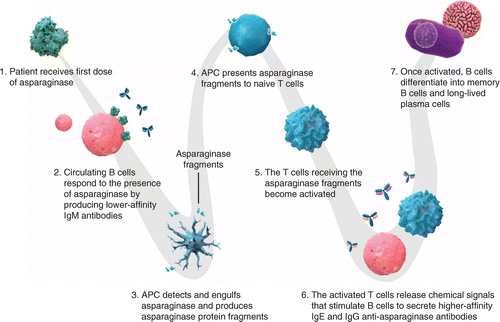 1. Patient receives first dose
of asparaginase
2. Circulating B cells
respond to the presence
of asparaginase by
producing lower-affinity
IgM antibodies
Asparaginase
fragments
3. APC detects and engulfs
asparaginase and produces
asparaginase protein fragments
4. APC presents asparaginase
fragments to naive T cells
5. The T cells receiving the
asparaginase fragments
become activated
6. The activated T cells release chemical signals
that stimulate B cells to secrete higher-affinity
IgE and IgG anti-asparaginase antibodies
7. Once activated, B cells
differentiate into memory
B cells and long-lived
plasma cells